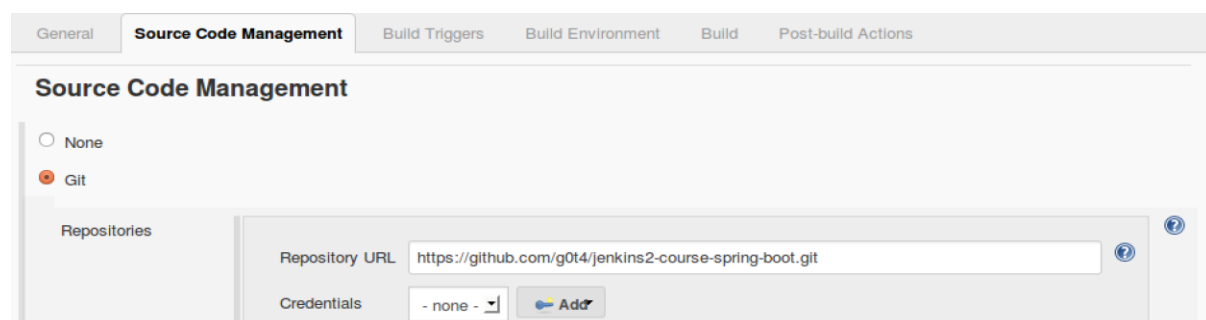 General Source Code Management Build Triggers Build Environment Build Post-build Actions
Source Code Management
None
Git
Repositories
Repository URL https://github.com/g0t4/jenkins2-course-spring-boot.git
Credentials - none - Add